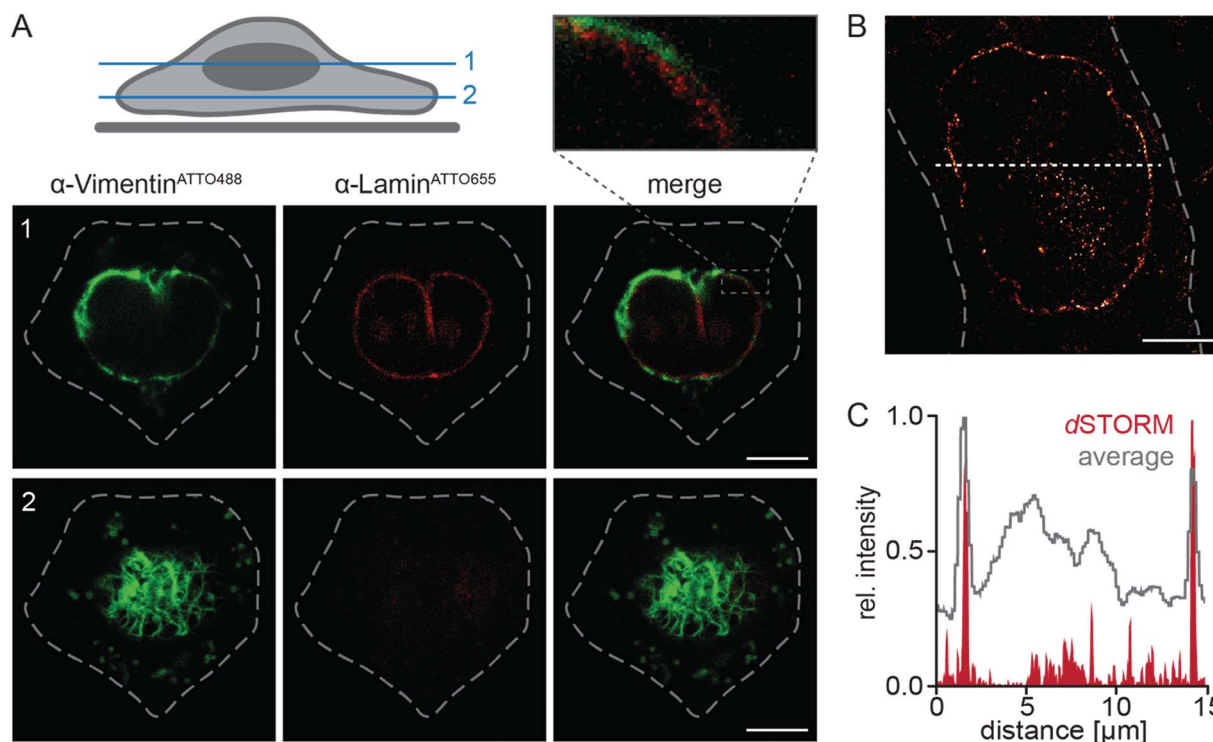 A
1
2
α-Vimentin^ATTO488
α-Lamin^ATTO655
merge
1
2
B
C
1.0
0.5
0.0
rel. intensity
dSTORM
average
0
5
10
15
distance [µm]